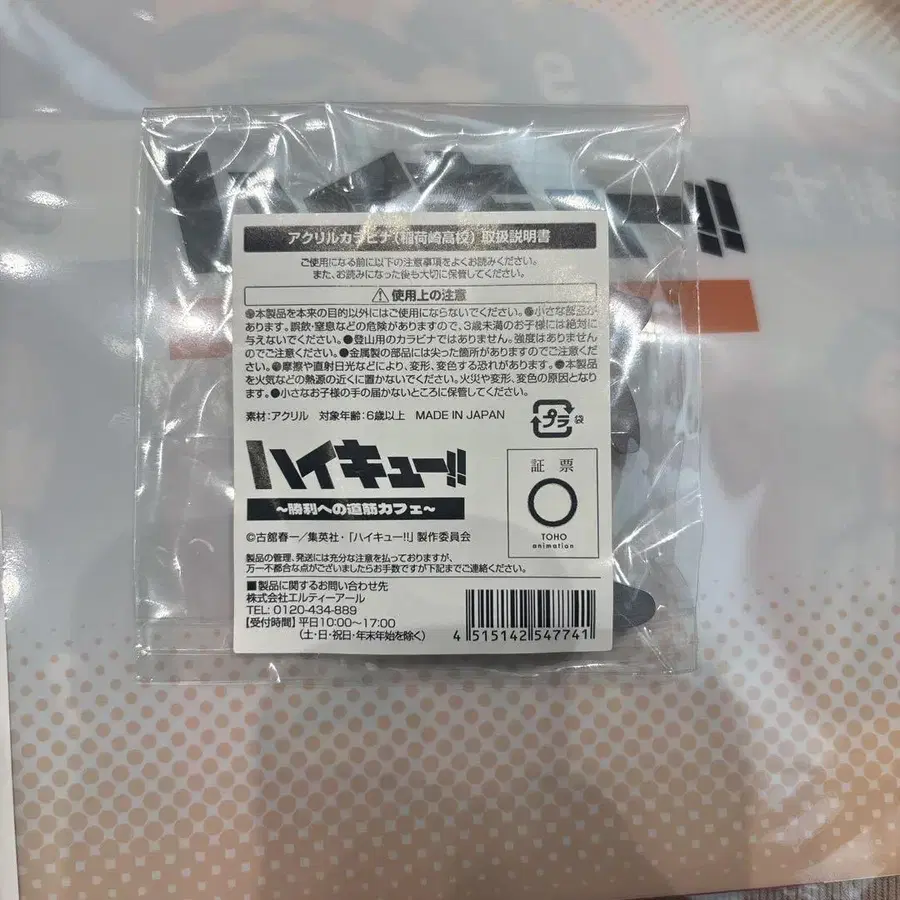 アクリルカラビナ(稲荷崎高校) 取扱説明書
ご使用になる前に以下の注意事項をよくお読みください。
また、お読みになった後も大切に保管してください。
⚠使用上の注意
●本製品を本来の目的以外にはご使用にならないでください。●小さな部品が
あります。誤飲・窒息などの危険がありますので、3歳未満のお子様には絶対に
与えないでください。●登山用のカラビナではありません。強度はありません
のでご注意ください。●金属製の部品には尖った箇所がありますのでご注意くださ
い。●摩擦や直射日光などにより、変形、変色する恐れがあります。●本製品
を火気などの熱源の近くに置かないでください。火災や変形、変色の原因となり
ます。●小さなお子様の手の届かないところに保管してください。
素材:アクリル 対象年齢:6歳以上 MADE IN JAPAN
プラ 袋
ハイキュー!!
〜勝利への道筋カフェ〜
証票
TOHO
animation
©古舘春一/集英社・「ハイキュー!!」製作委員会
製品の管理、発送には充分な注意を払っておりますが、
万一不都合な点がございましたらお手数ですが下記までご連絡ください。
■製品に関するお問い合わせ先
株式会社エルティーアール
TEL: 0120-434-889
【受付時間】平日10:00〜17:00
(土・日・祝日・年末年始を除く)
4 515142 547741